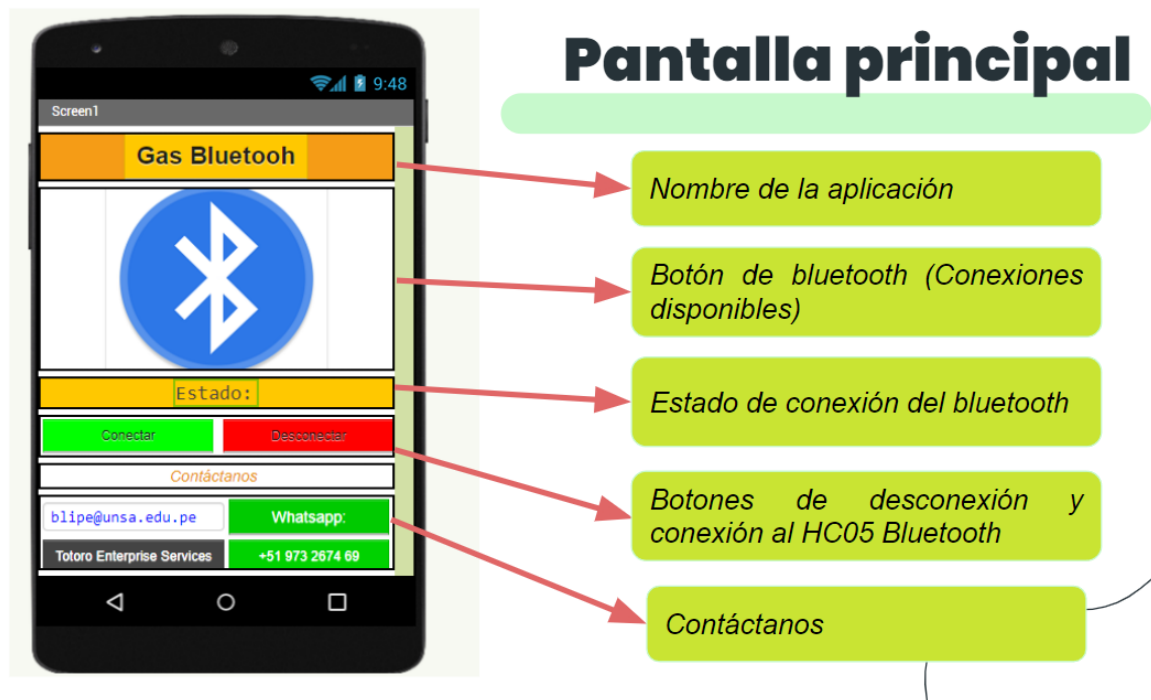 Pantalla principal
9:48
Screen1
Gas Bluetooh
Estado:
Conectar
Desconectar
Contáctanos
blipe@unsa.edu.pe
Whatsapp:
Totoro Enterprise Services
+51 973 2674 69
Nombre de la aplicación
Botón de bluetooth (Conexiones
disponibles)
Estado de conexión del bluetooth
Botones de desconexión y
conexión al HC05 Bluetooth
Contáctanos